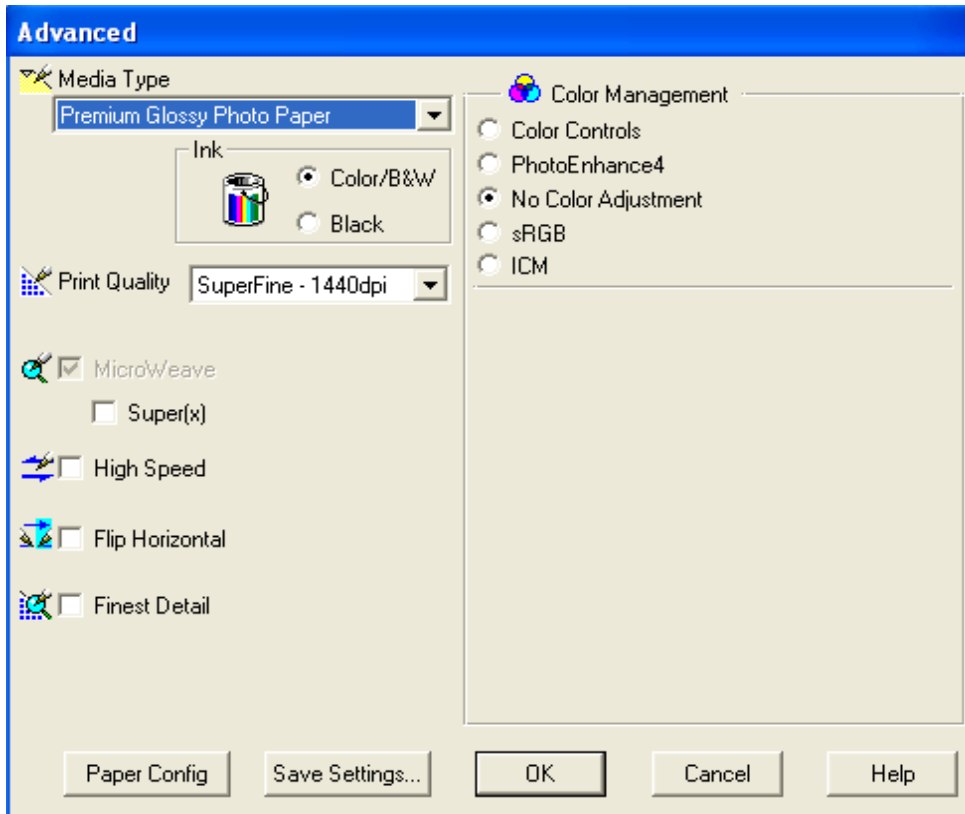 Advanced
Media Type
Premium Glossy Photo Paper
Ink
Color/B&W
Black
Print Quality
SuperFine - 1440dpi
MicroWeave
Super(x)
High Speed
Flip Horizontal
Finest Detail
Color Management
Color Controls
PhotoEnhance4
No Color Adjustment
sRGB
ICM
Paper Config
Save Settings...
OK
Cancel
Help